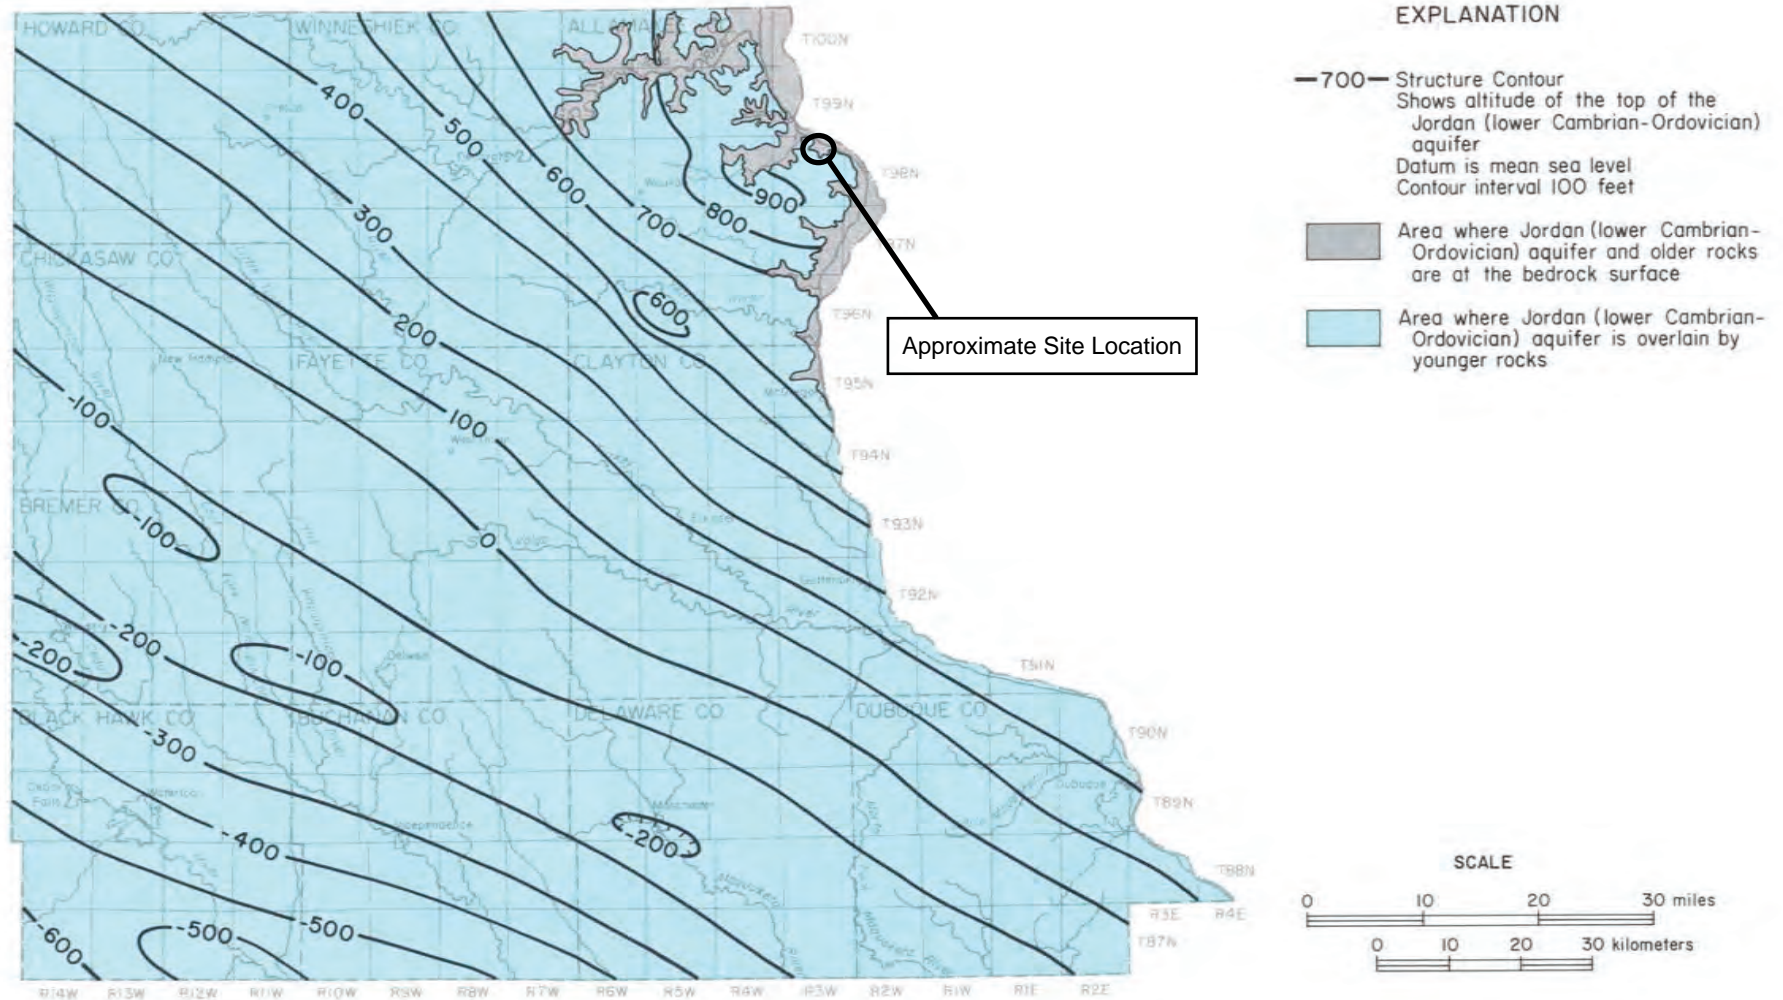 EXPLANATION
—700— Structure Contour
Shows altitude of the top of the
Jordan (lower Cambrian-Ordovician)
aquifer
Datum is mean sea level
Contour interval 100 feet
Area where Jordan (lower Cambrian-
Ordovician) aquifer and older rocks
are at the bedrock surface
Area where Jordan (lower Cambrian-
Ordovician) aquifer is overlain by
younger rocks
HOWARD CO
WINNESHIEK CO
T100N
T99N
400
500
T98N
600
900
700
800
300
CHICKASAW CO
600
T96N
200
Approximate Site Location
FAYETTE CO
CLAYTON CO
T95N
-100
100
T94N
BREMER CO
-100
0
T93N
T92N
-200
-200
-100
T91N
BLACK HAWK CO
BUCHANAN CO
DELAWARE CO
DUBUQUE CO
-300
T90N
Cedar
Falls
Waterloo
Manchester
Dubuque
T89N
Independence
-400
-200
T88N
-500
-500
-600
R3E R4E
T87N
R14W R13W R12W R11W R10W R9W R8W R7W R6W R5W R4W R3W R2W R1W R1E R2E
SCALE
0 10 20 30 miles
0 10 20 30 kilometers